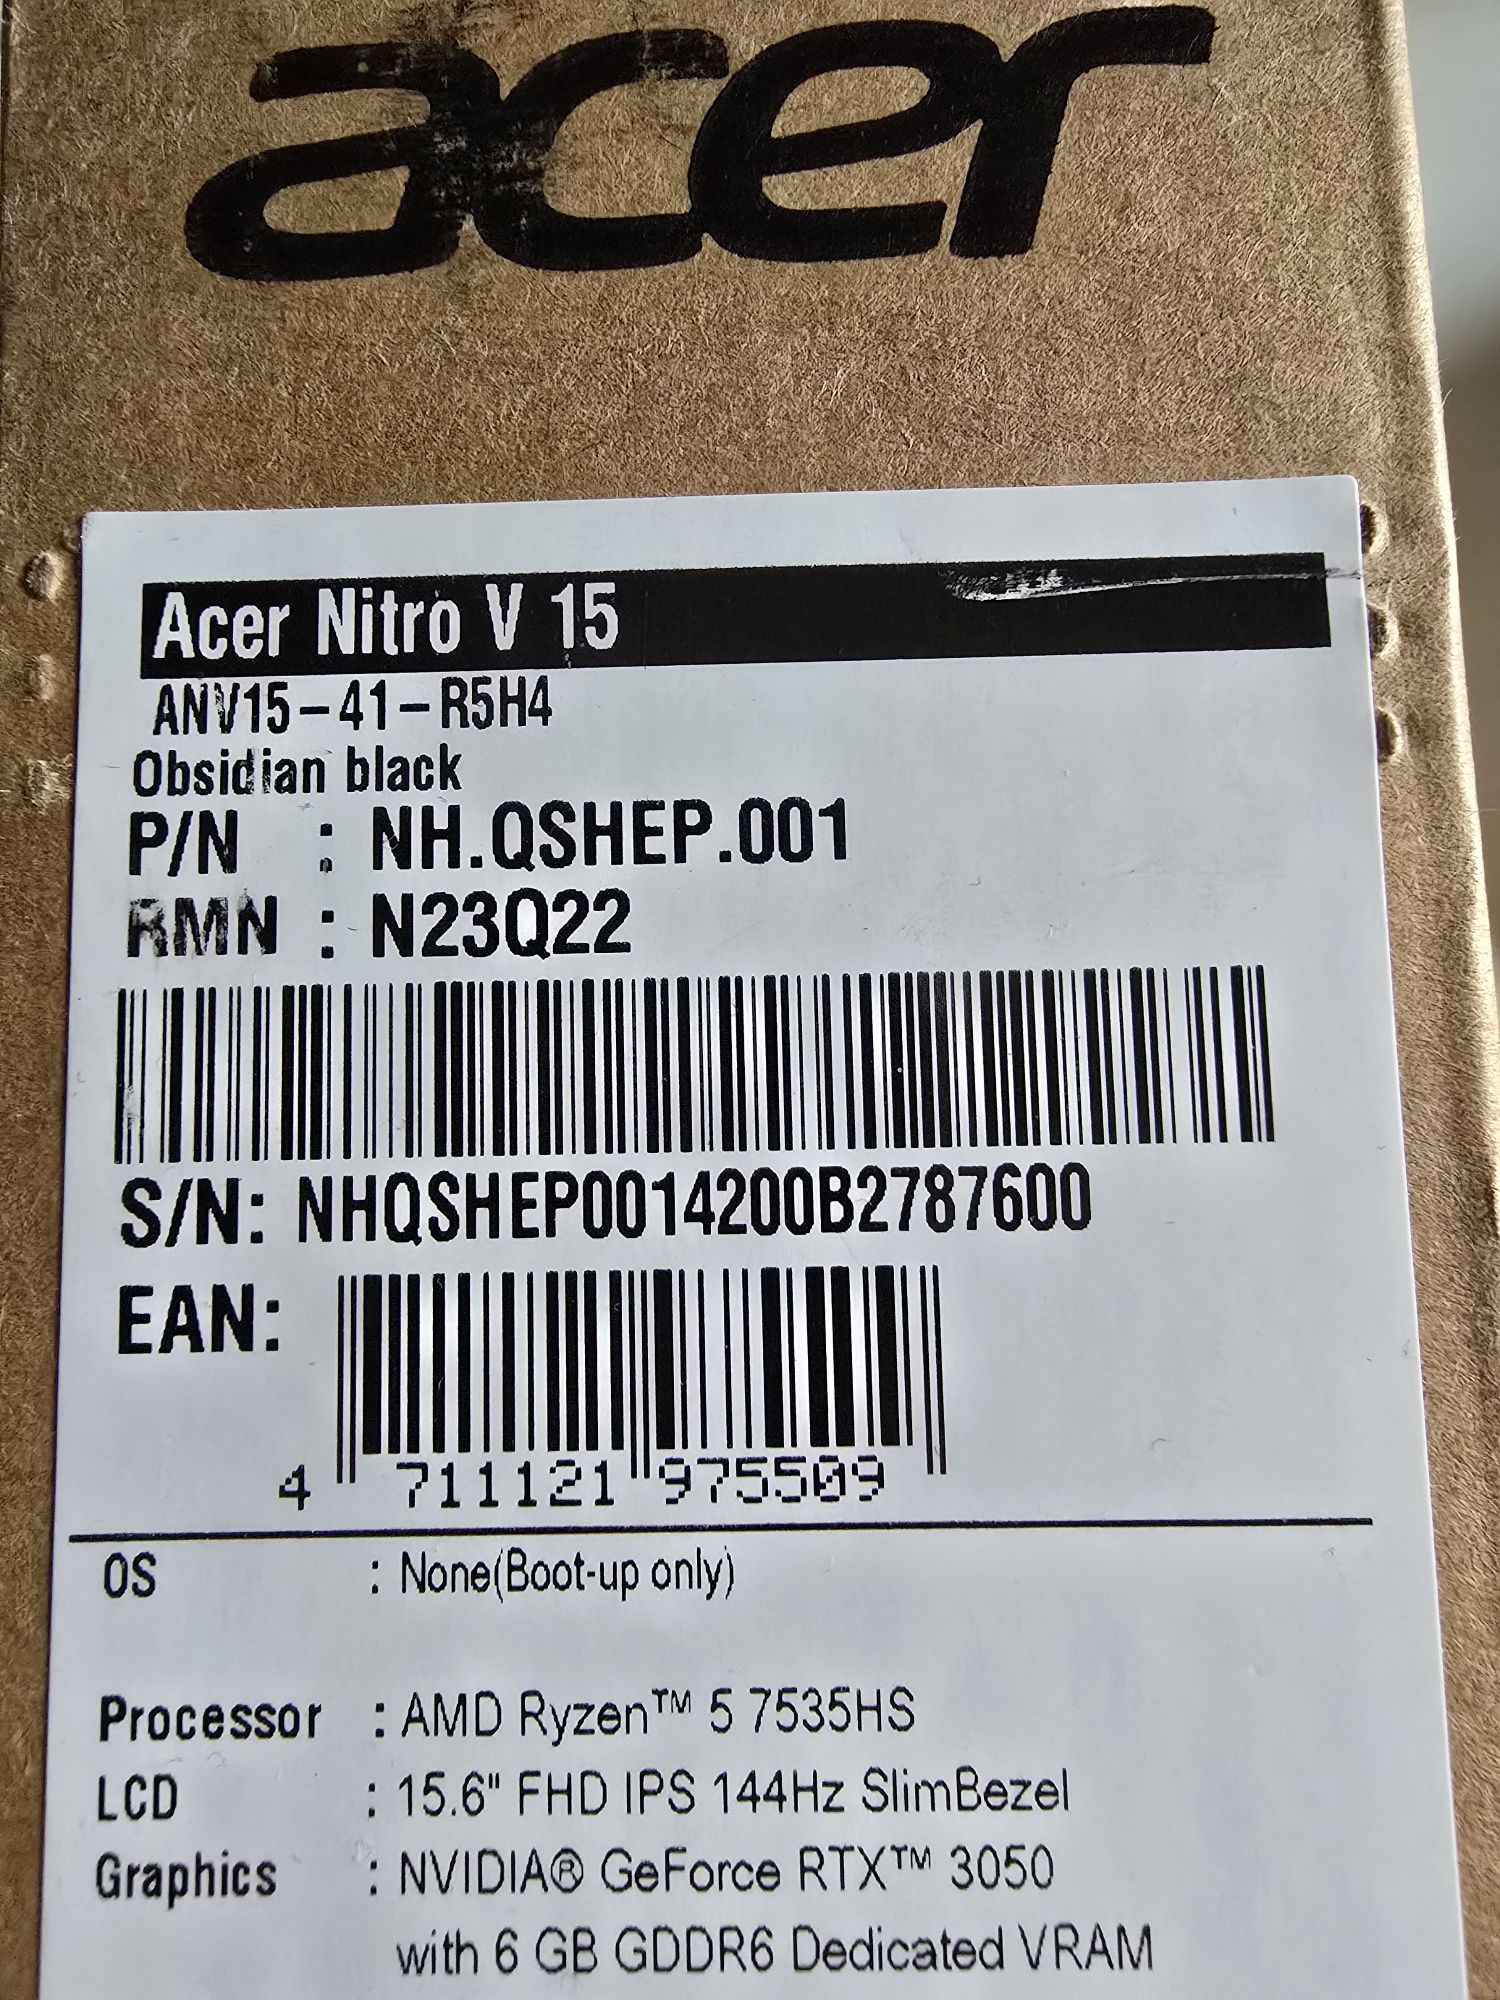 acer
Acer Nitro V 15
ANV15-41-R5H4
Obsidian black
P/N : NH.QSHEP.001
RMN : N23Q22
S/N: NHQSHEP0014200B2787600
EAN:
4 711121 975509
OS : None(Boot-up only)
Processor : AMD Ryzen™ 5 7535HS
LCD : 15.6" FHD IPS 144Hz SlimBezel
Graphics : NVIDIA® GeForce RTX™ 3050
with 6 GB GDDR6 Dedicated VRAM